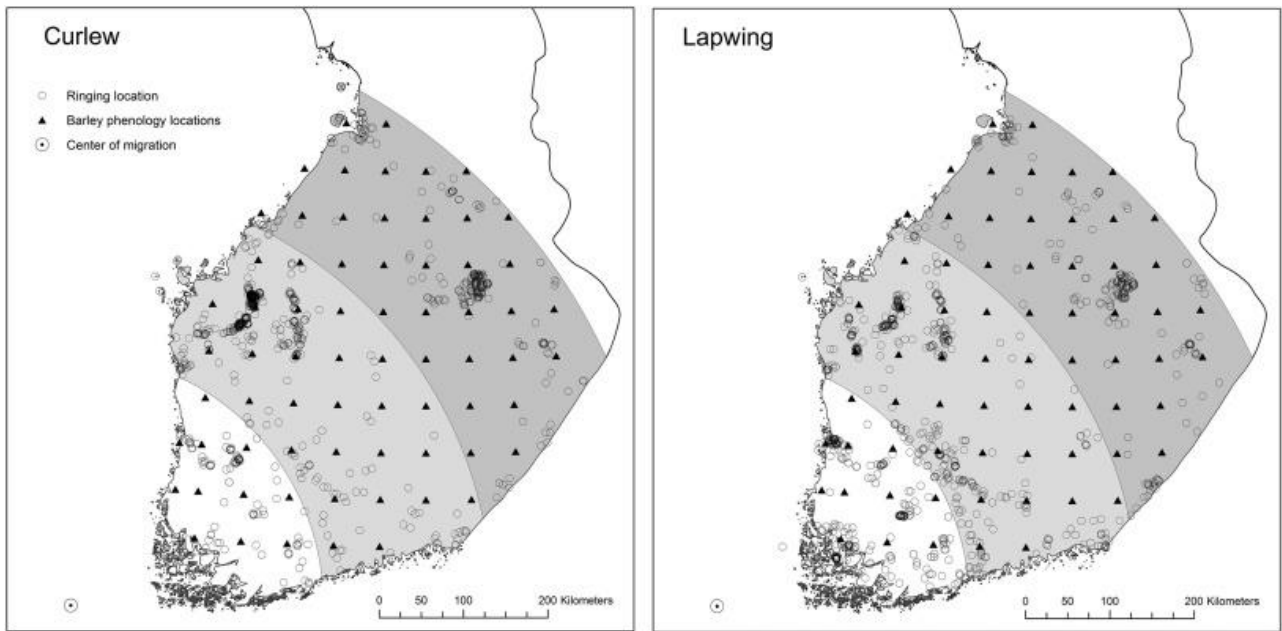 Curlew
Ringing location
Barley phenology locations
Center of migration
0 50 100 200 Kilometers
Lapwing
0 50 100 200 Kilometers